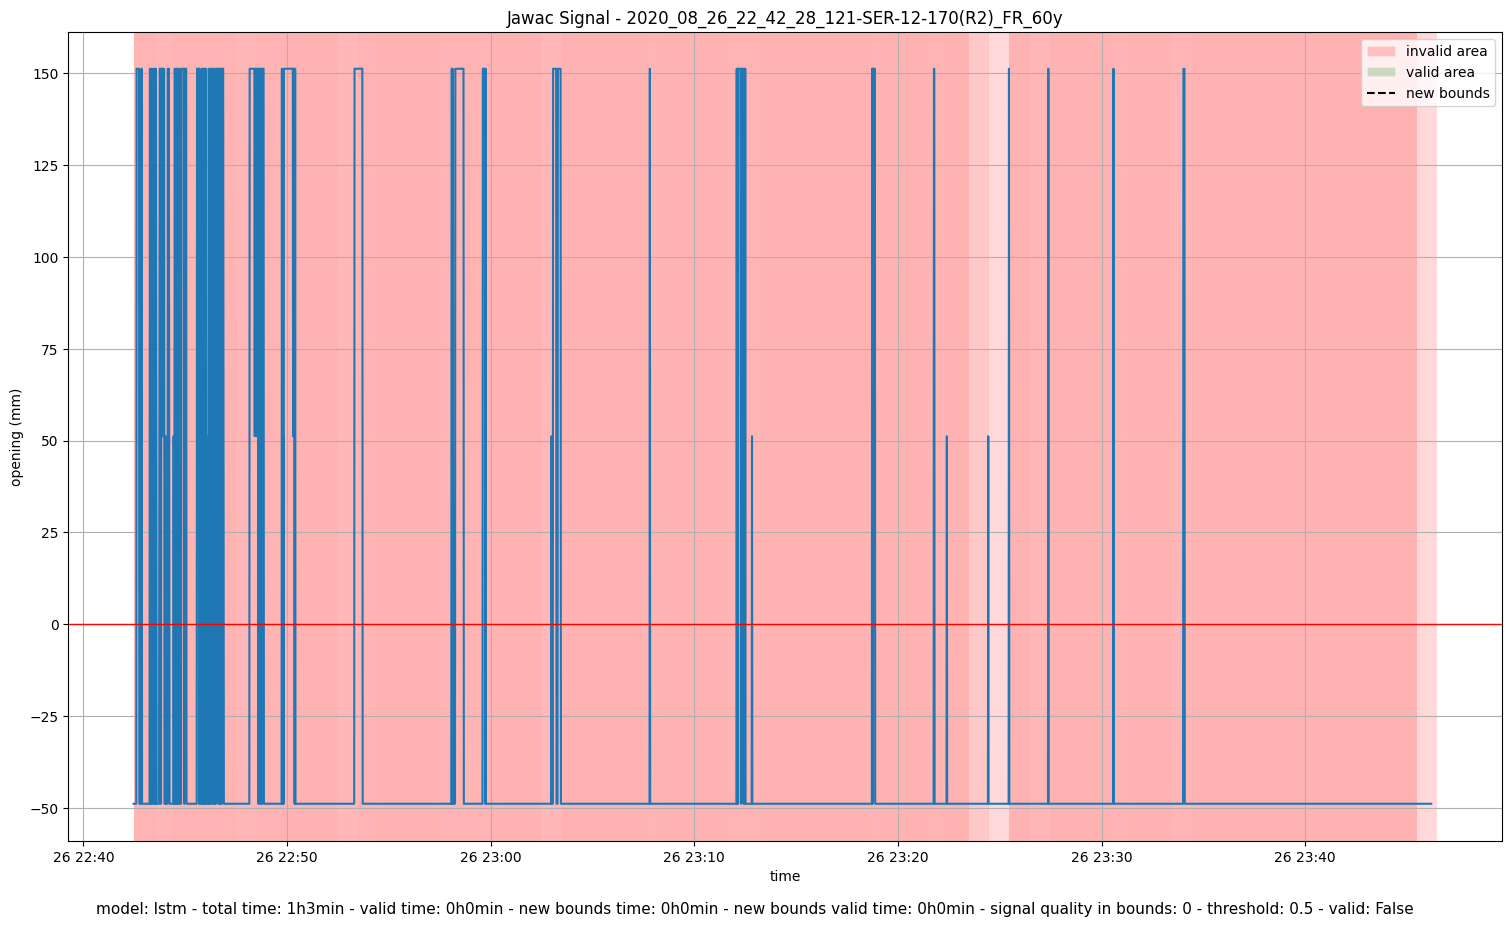 Jawac Signal - 2020_08_26_22_42_28_121-SER-12-170(R2)_FR_60y
invalid area
valid area
new bounds
opening (mm)
150
125
100
75
50
25
0
−25
−50
26 22:40
26 22:50
26 23:00
26 23:10
26 23:20
26 23:30
26 23:40
time
model: lstm - total time: 1h3min - valid time: 0h0min - new bounds time: 0h0min - new bounds valid time: 0h0min - signal quality in bounds: 0 - threshold: 0.5 - valid: False